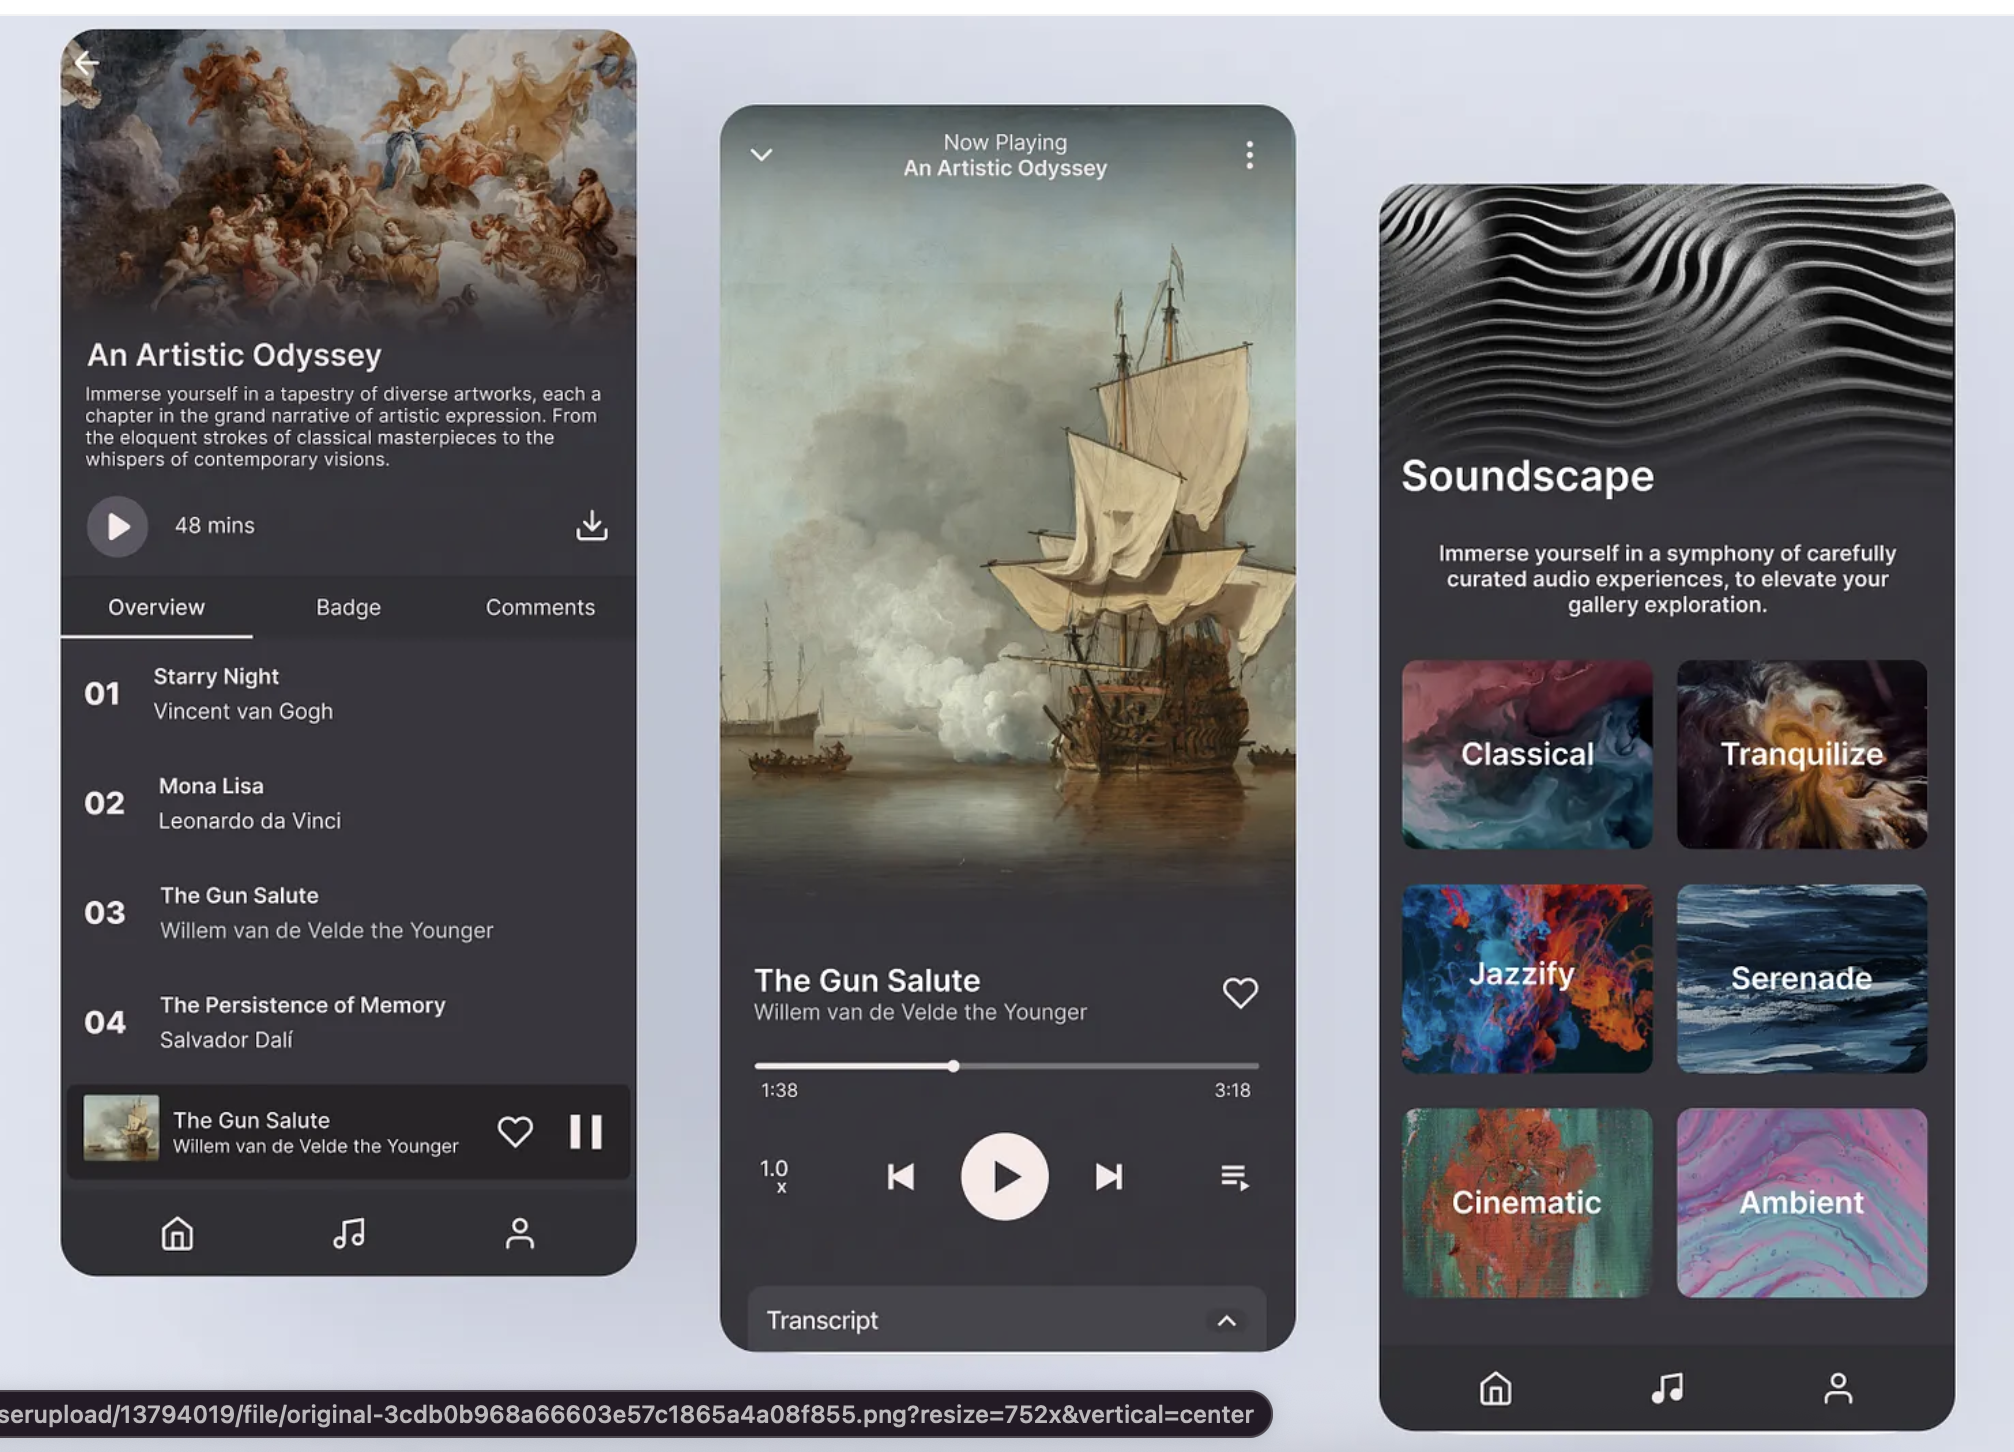 An Artistic Odyssey
Immerse yourself in a tapestry of diverse artworks, each a
chapter in the grand narrative of artistic expression. From
the eloquent strokes of classical masterpieces to the
whispers of contemporary visions.
48 mins
Overview
Badge
Comments
01
Starry Night
Vincent van Gogh
02
Mona Lisa
Leonardo da Vinci
03
The Gun Salute
Willem van de Velde the Younger
04
The Persistence of Memory
Salvador Dalí
The Gun Salute
Willem van de Velde the Younger
Now Playing
An Artistic Odyssey
The Gun Salute
Willem van de Velde the Younger
1:38
3:18
1.0
x
Transcript
Soundscape
Immerse yourself in a symphony of carefully
curated audio experiences, to elevate your
gallery exploration.
Classical
Tranquilize
Jazzify
Serenade
Cinematic
Ambient
serupload/13794019/file/original-3cdb0b968a66603e57c1865a4a08f855.png?resize=752x&vertical=center